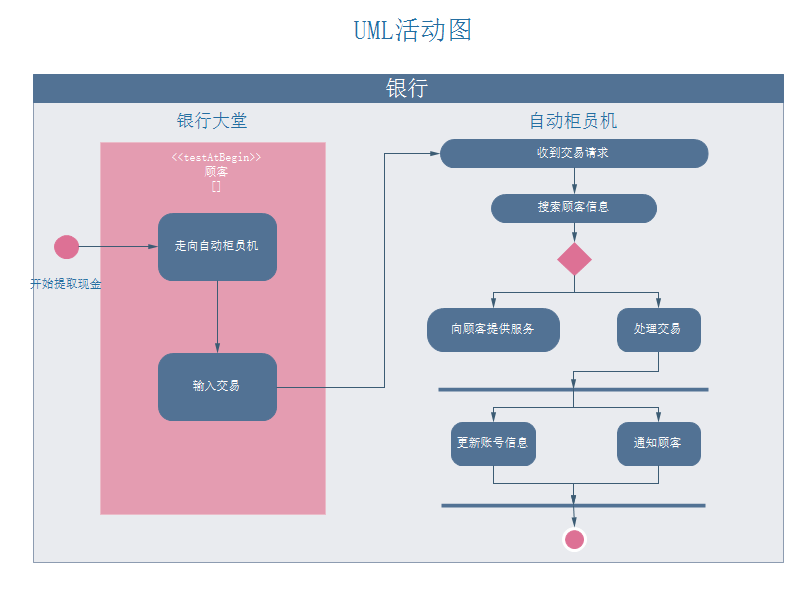 UML活动图
银行
银行大堂
自动柜员机
<<testAtBegin>>
顾客
[]
收到交易请求
搜索顾客信息
走向自动柜员机
开始提取现金
向顾客提供服务
处理交易
输入交易
更新账号信息
通知顾客